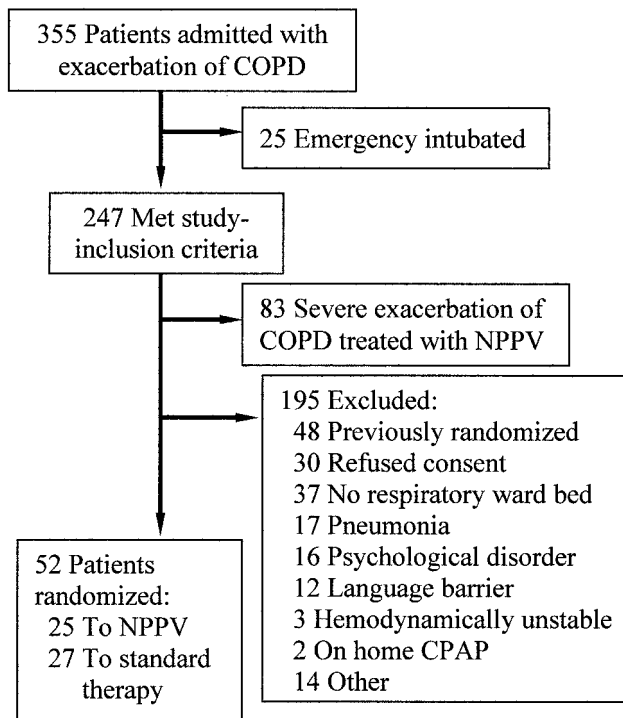 355 Patients admitted with
exacerbation of COPD
25 Emergency intubated
247 Met study-
inclusion criteria
83 Severe exacerbation of
COPD treated with NPPV
195 Excluded:
48 Previously randomized
30 Refused consent
37 No respiratory ward bed
17 Pneumonia
16 Psychological disorder
12 Language barrier
3 Hemodynamically unstable
2 On home CPAP
14 Other
52 Patients
randomized:
25 To NPPV
27 To standard
therapy